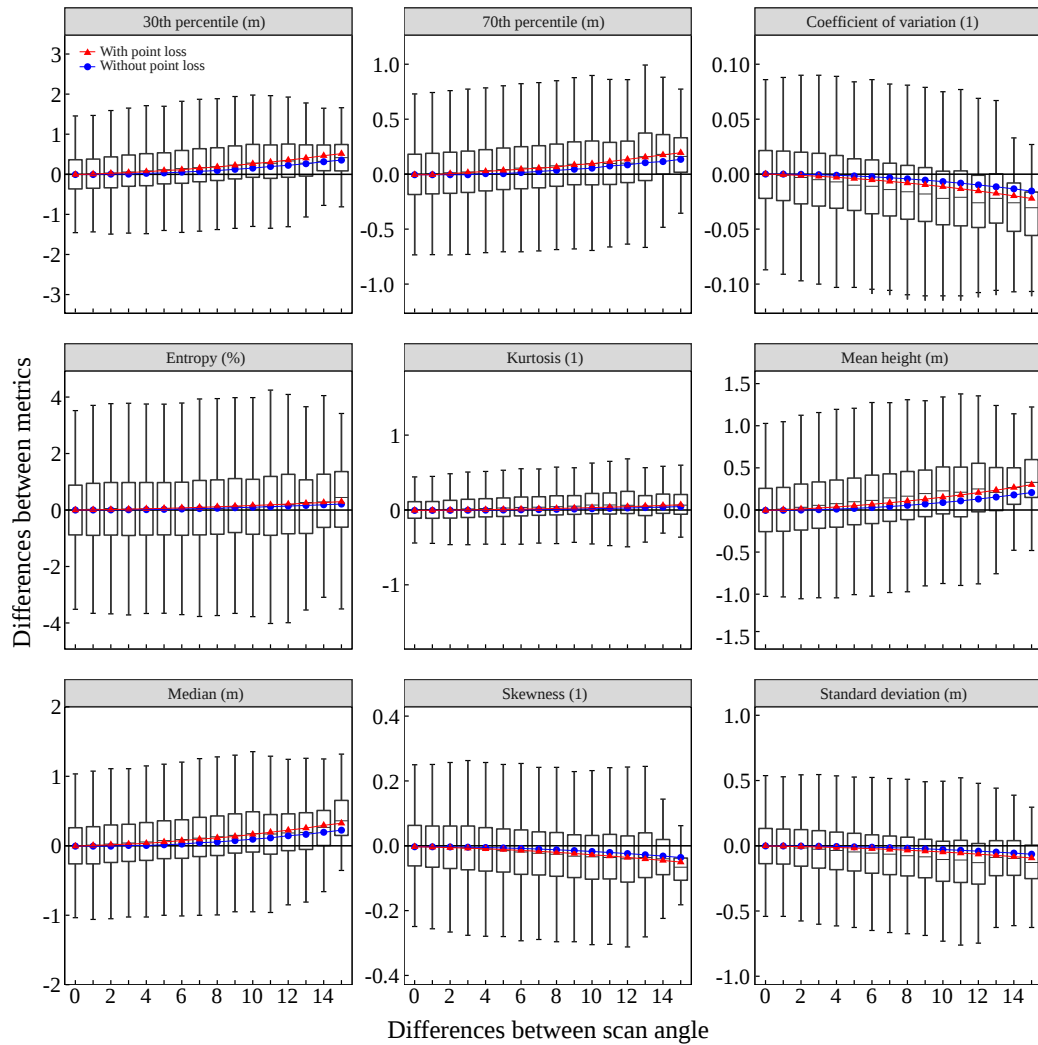 30th percentile (m)
70th percentile (m)
Coefficient of variation (1)
With point loss
Without point loss
3
2
1
0
-1
-2
-3
1.0
0.5
0.0
-0.5
-1.0
0.10
0.05
0.00
-0.05
-0.10
Entropy (%)
Kurtosis (1)
Mean height (m)
4
2
0
-2
-4
1
0
-1
1.5
1.0
0.5
0.0
-0.5
-1.0
-1.5
Differences between metrics
Median (m)
Skewness (1)
Standard deviation (m)
2
1
0
-1
-2
0.4
0.2
0.0
-0.2
-0.4
1.0
0.5
0.0
-0.5
-1.0
0 2 4 6 8 10 12 14
0 2 4 6 8 10 12 14
0 2 4 6 8 10 12 14
Differences between scan angle